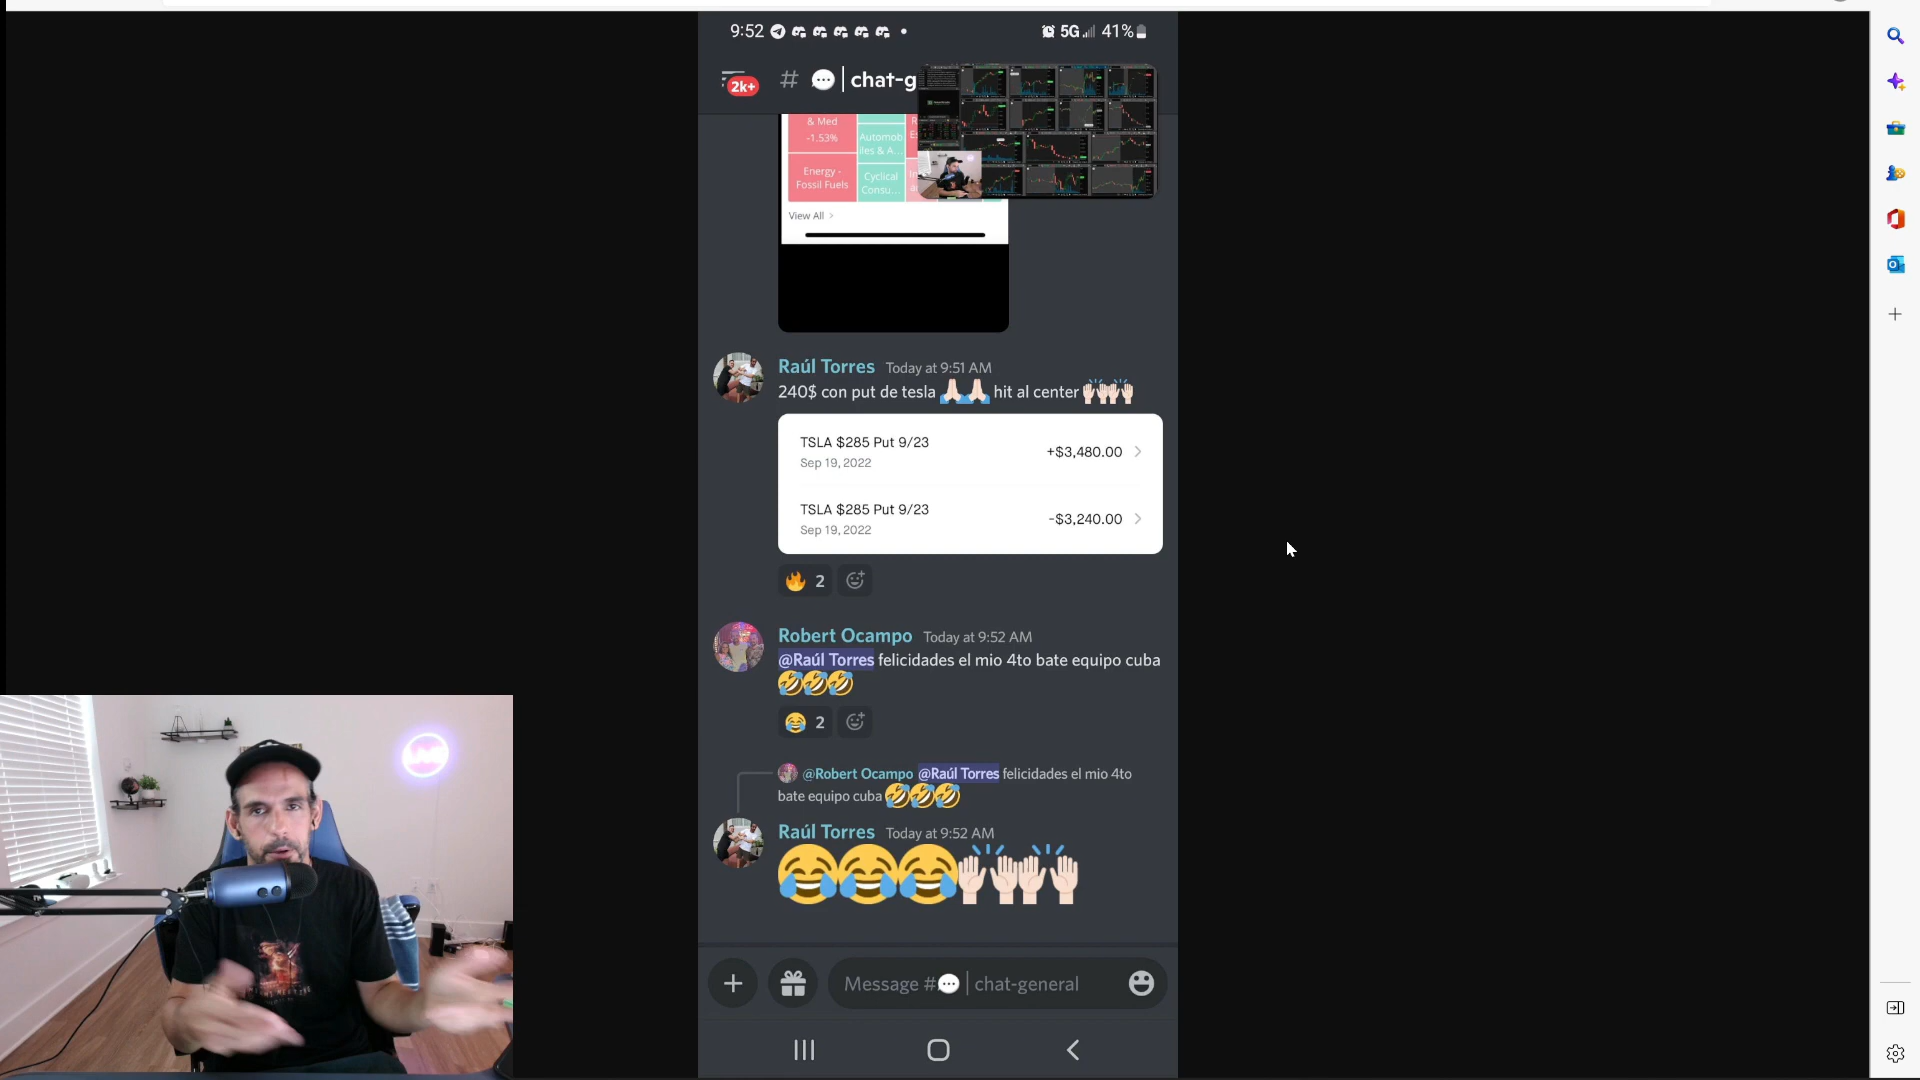 9:52
5G
41%
2k+
# 💬 | chat-g
& Med
-1.53%
Energy -
Fossil Fuels
Automob
iles & A...
Cyclical
Consu...
View All >
Raúl Torres Today at 9:51 AM
240$ con put de tesla 🙏🏻🙏🏻 hit al center 🙌🏻🙌🏻
TSLA $285 Put 9/23
Sep 19, 2022
+$3,480.00
TSLA $285 Put 9/23
Sep 19, 2022
-$3,240.00
🔥 2
Robert Ocampo Today at 9:52 AM
@Raúl Torres felicidades el mio 4to bate equipo cuba
🤣🤣🤣
😂 2
@Robert Ocampo @Raúl Torres felicidades el mio 4to
bate equipo cuba 🤣🤣🤣
Raúl Torres Today at 9:52 AM
😂😂😂🙌🏻🙌🏻
Message #💬 | chat-general
LIVE